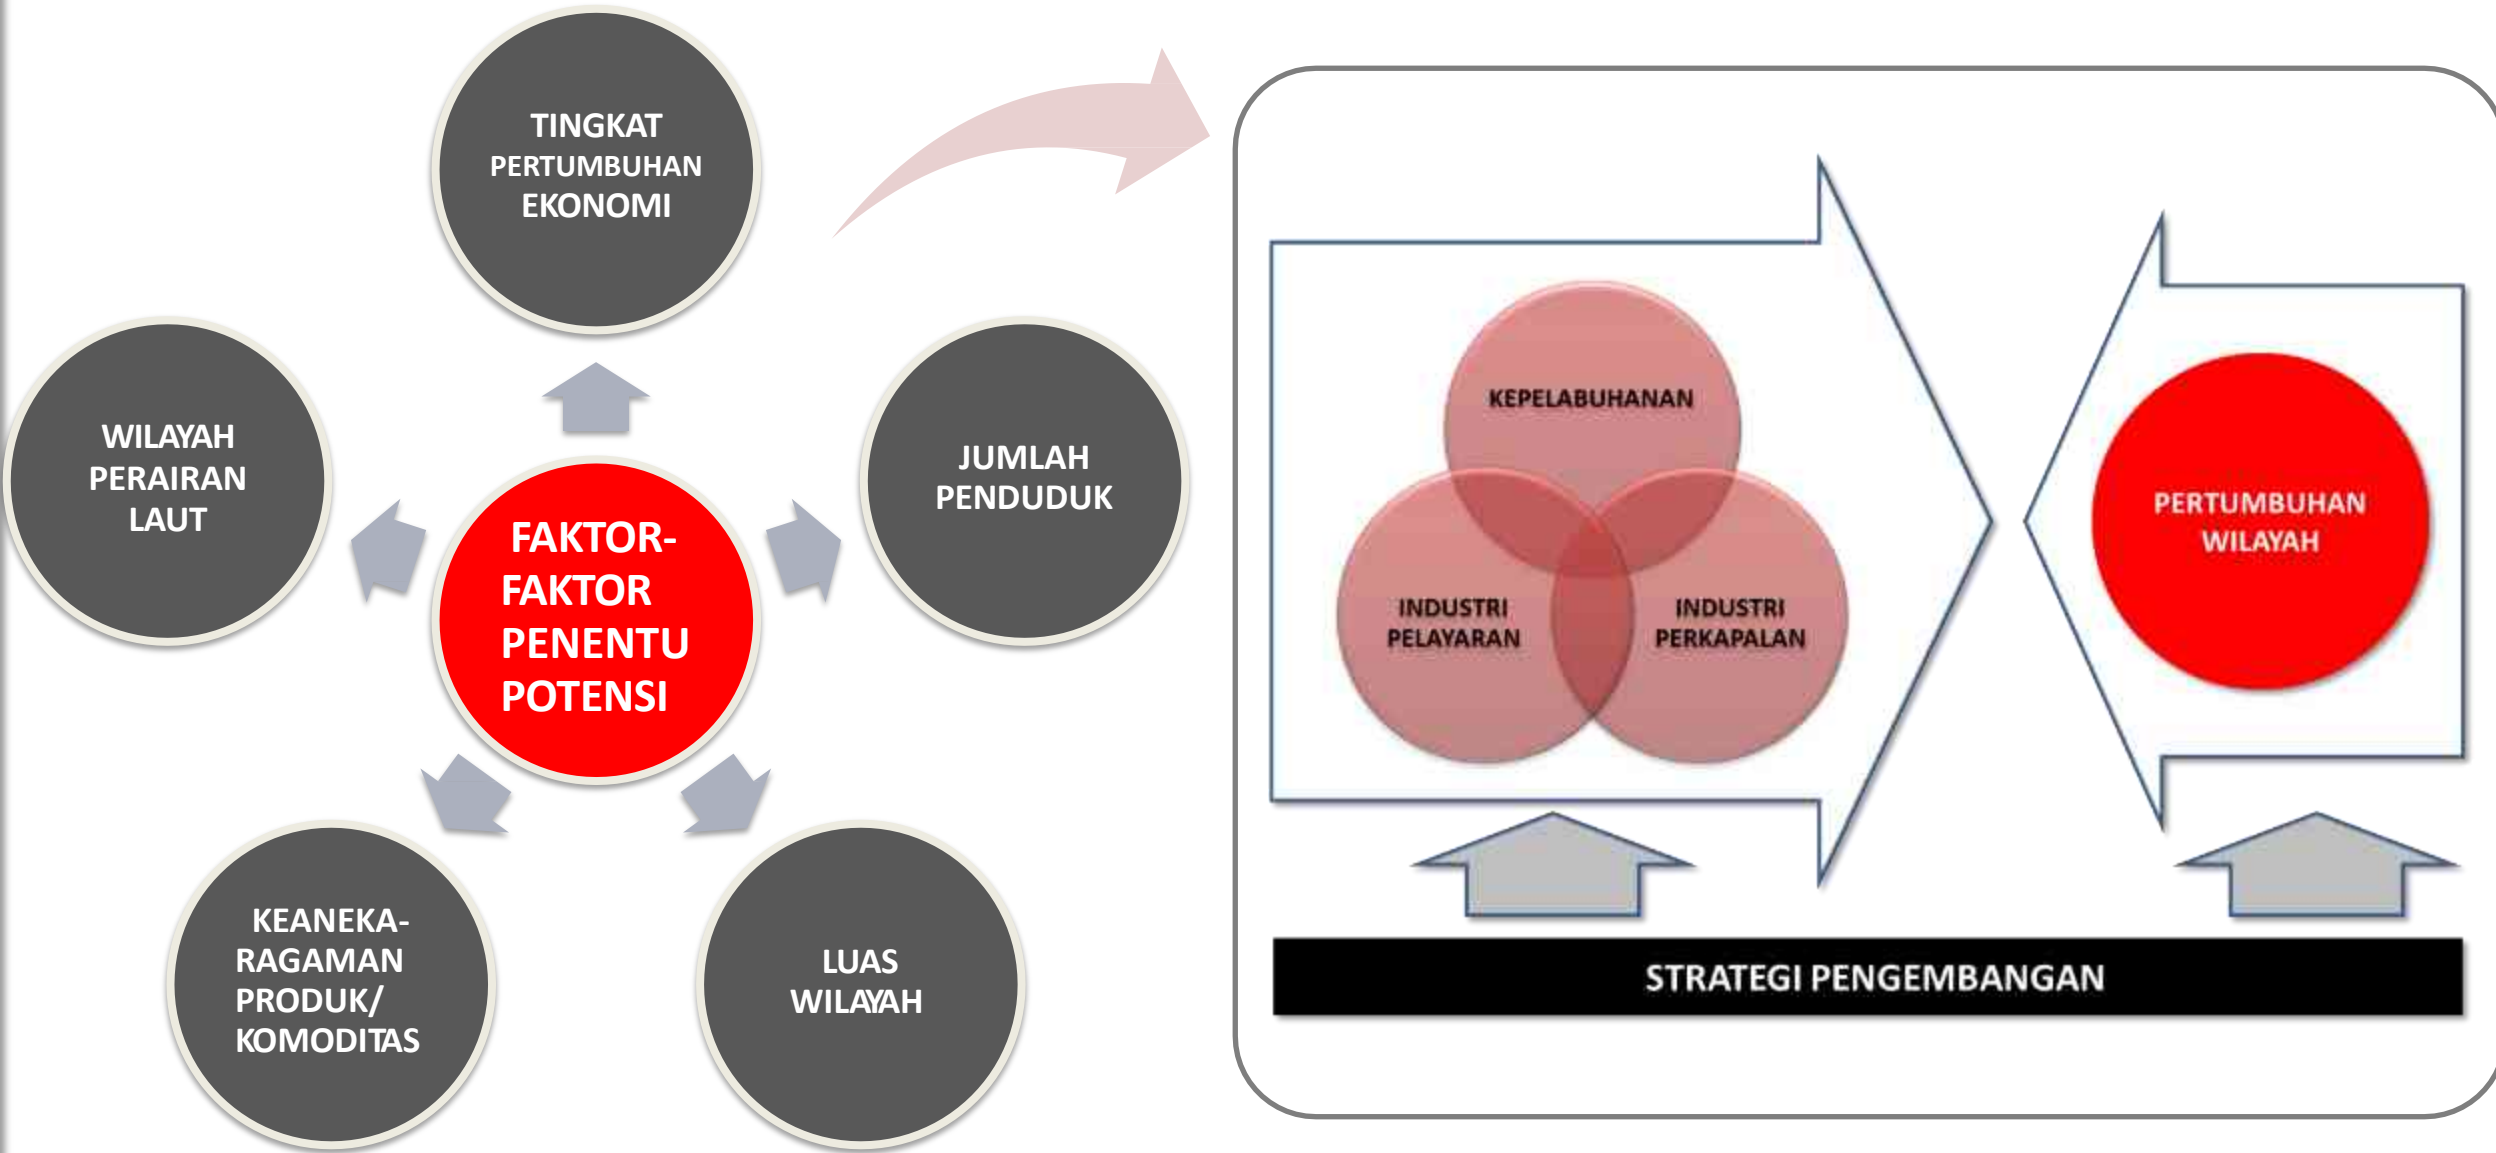 TINGKAT
PERTUMBUHAN
EKONOMI
WILAYAH
PERAIRAN
LAUT
JUMLAH
PENDUDUK
FAKTOR-
FAKTOR
PENENTU
POTENSI
KEANEKA-
RAGAMAN
PRODUK/
KOMODITAS
LUAS
WILAYAH
KEPELABUHANAN
INDUSTRI
PELAYARAN
INDUSTRI
PERKAPALAN
PERTUMBUHAN
WILAYAH
STRATEGI PENGEMBANGAN